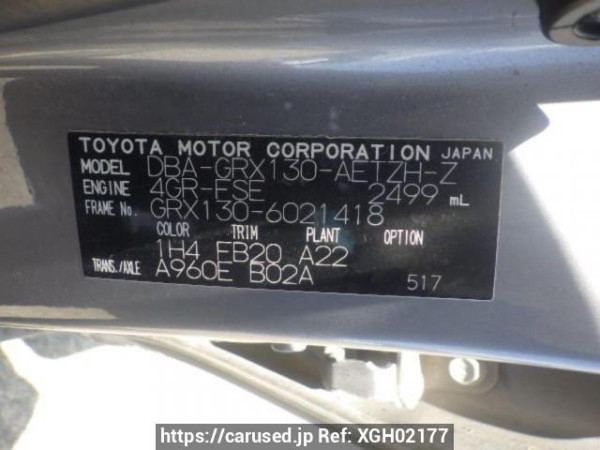 TOYOTA MOTOR CORPORATION JAPAN
MODEL DBA-GRX130-AETZH-Z
ENGINE 4GR-FSE 2499 mL
FRAME No. GRX130-6021418
COLOR TRIM PLANT OPTION
1H4 EB20 A22
TRANS./AXLE A960E B02A
517
https://carused.jp Ref: XGH02177